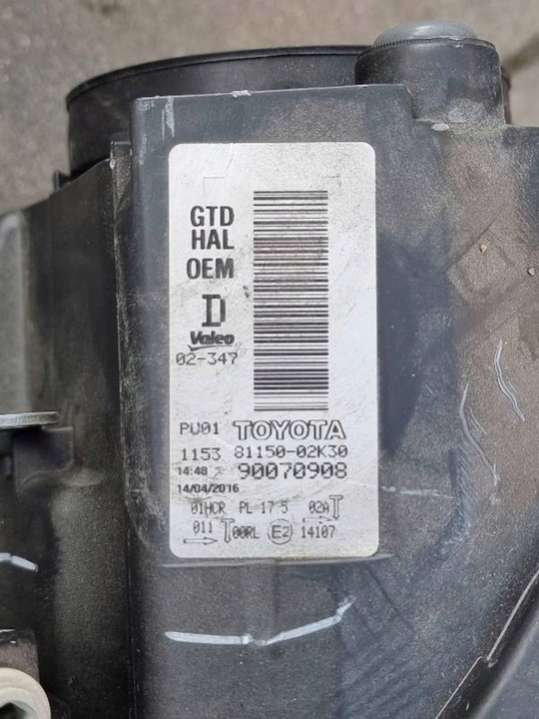 GTD
HAL
OEM
D
Valeo
02-347
PU01 TOYOTA
1153 81150-02K30
14:48 90070908
14/04/2016
01HCR PL 17 5 02A
011 00RL E2 14107